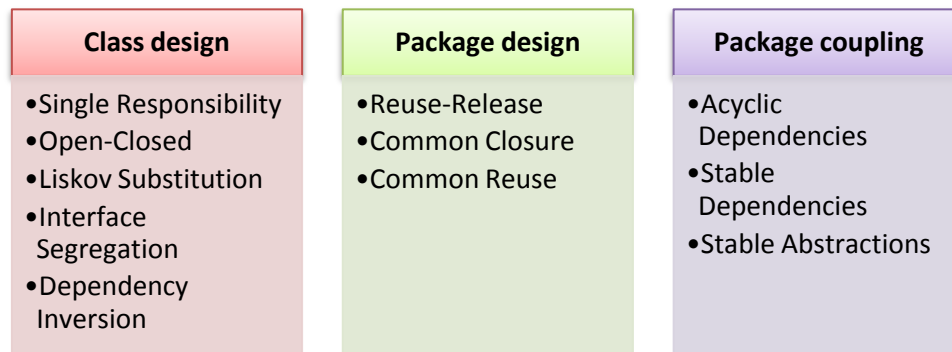 Class design
•Single Responsibility
•Open-Closed
•Liskov Substitution
•Interface
Segregation
•Dependency
Inversion
Package design
•Reuse-Release
•Common Closure
•Common Reuse
Package coupling
•Acyclic
Dependencies
•Stable
Dependencies
•Stable Abstractions